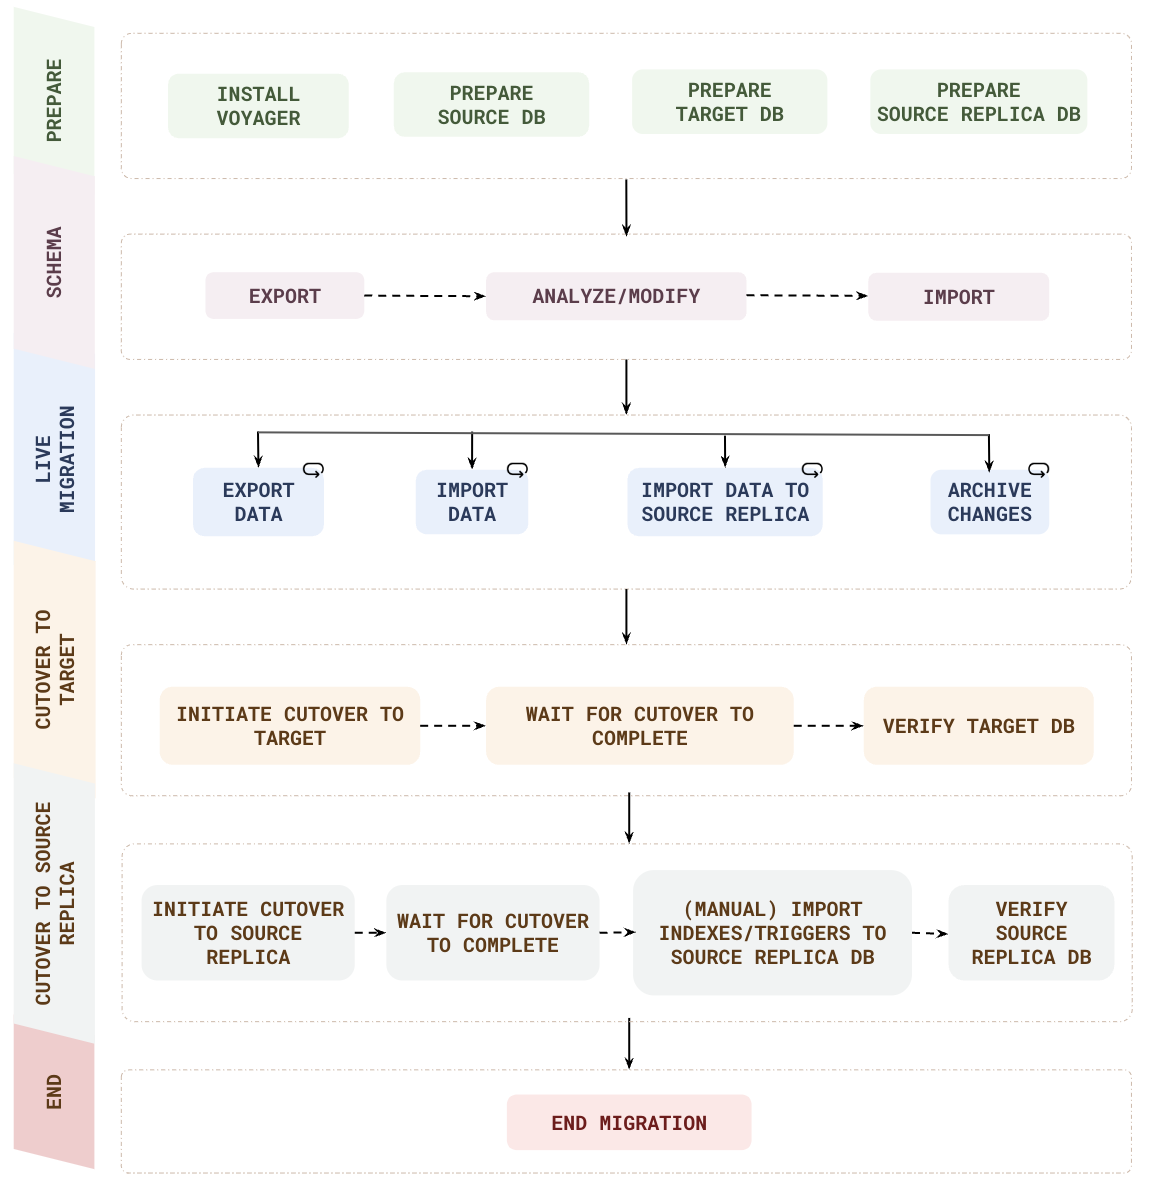 PREPARE
INSTALL
VOYAGER
PREPARE
SOURCE DB
PREPARE
TARGET DB
PREPARE
SOURCE REPLICA DB
SCHEMA
EXPORT
ANALYZE/MODIFY
IMPORT
LIVE
MIGRATION
EXPORT
DATA
IMPORT
DATA
IMPORT DATA TO
SOURCE REPLICA
ARCHIVE
CHANGES
CUTOVER TO
TARGET
INITIATE CUTOVER TO
TARGET
WAIT FOR CUTOVER TO
COMPLETE
VERIFY TARGET DB
CUTOVER TO SOURCE
REPLICA
INITIATE CUTOVER
TO SOURCE
REPLICA
WAIT FOR CUTOVER
TO COMPLETE
(MANUAL) IMPORT
INDEXES/TRIGGERS TO
SOURCE REPLICA DB
VERIFY
SOURCE
REPLICA DB
END
END MIGRATION